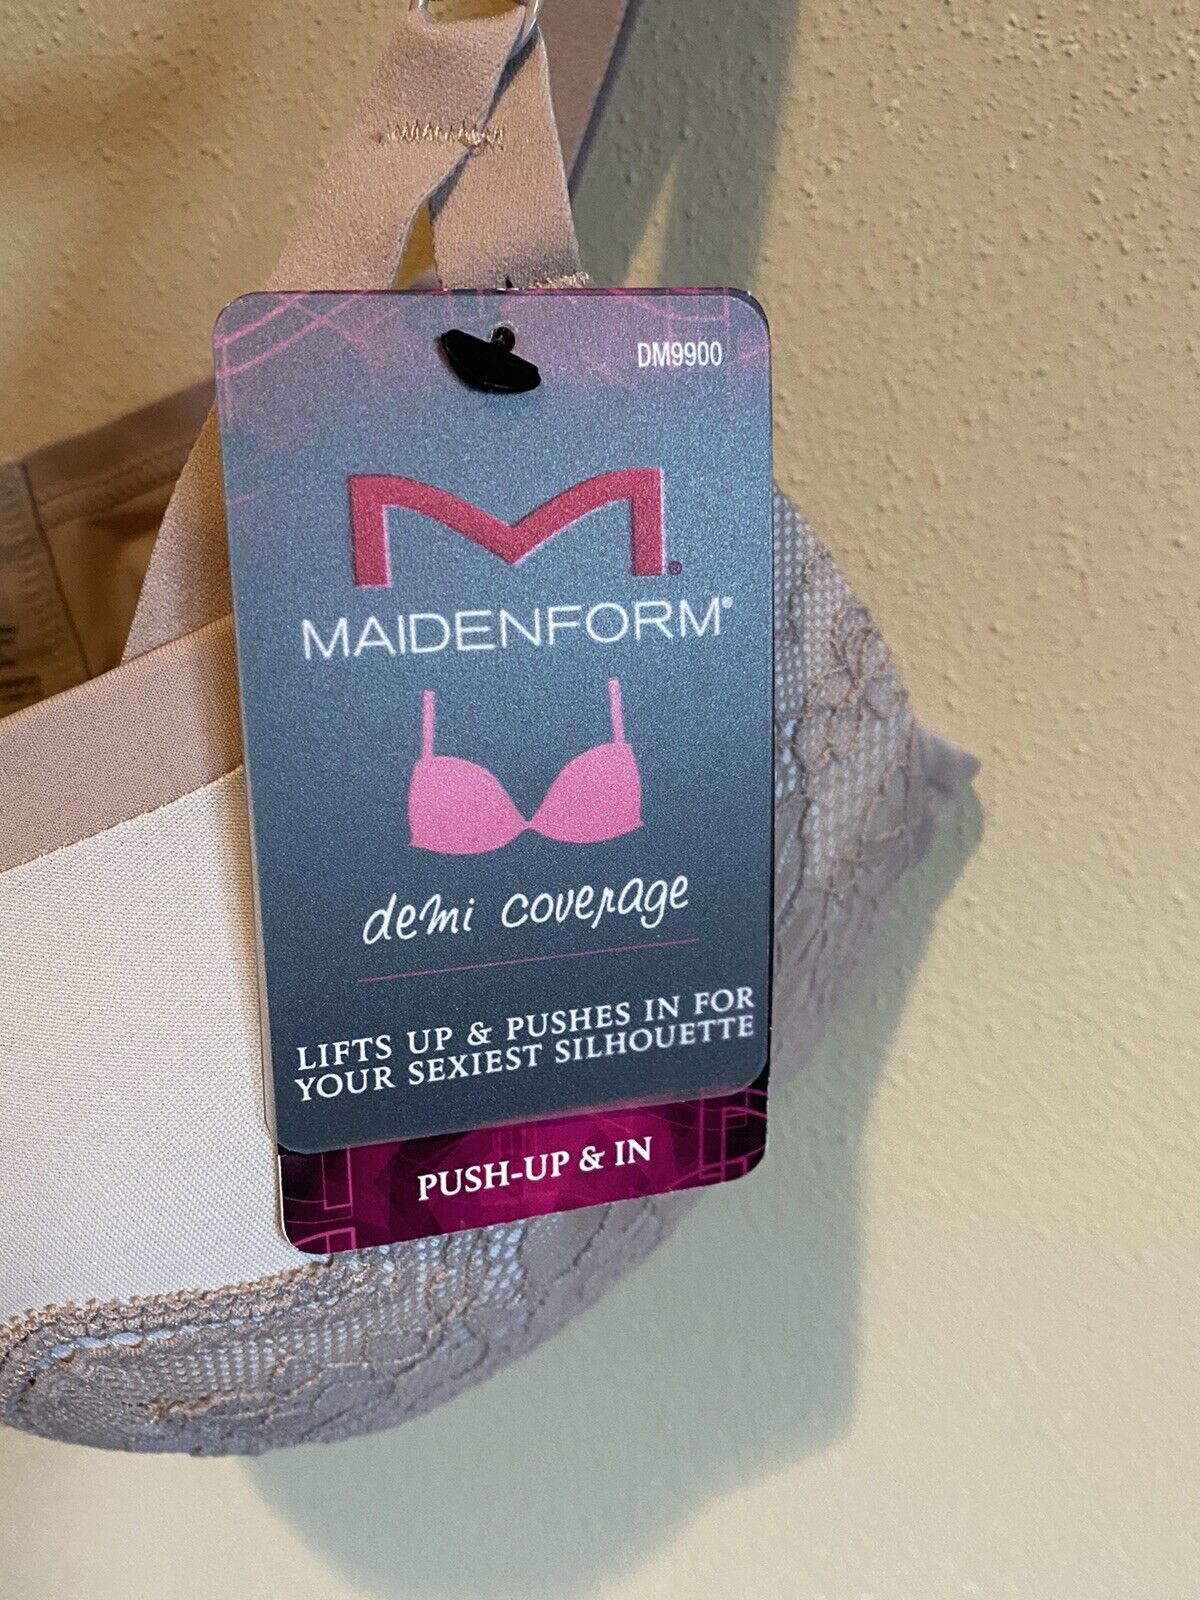 DM9900
MAIDENFORM®
demi coverage
LIFTS UP & PUSHES IN FOR
YOUR SEXIEST SILHOUETTE
PUSH-UP & IN